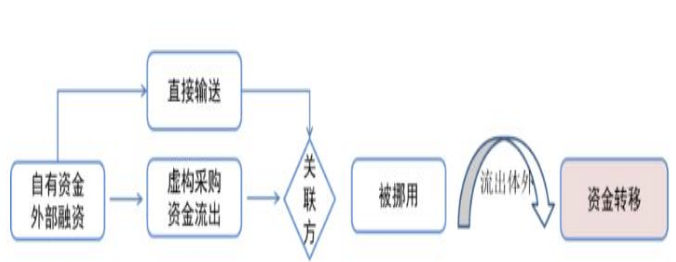 直接输送
自有资金
外部融资
虚构采购
资金流出
关
联
方
被挪用
流出体外
资金转移